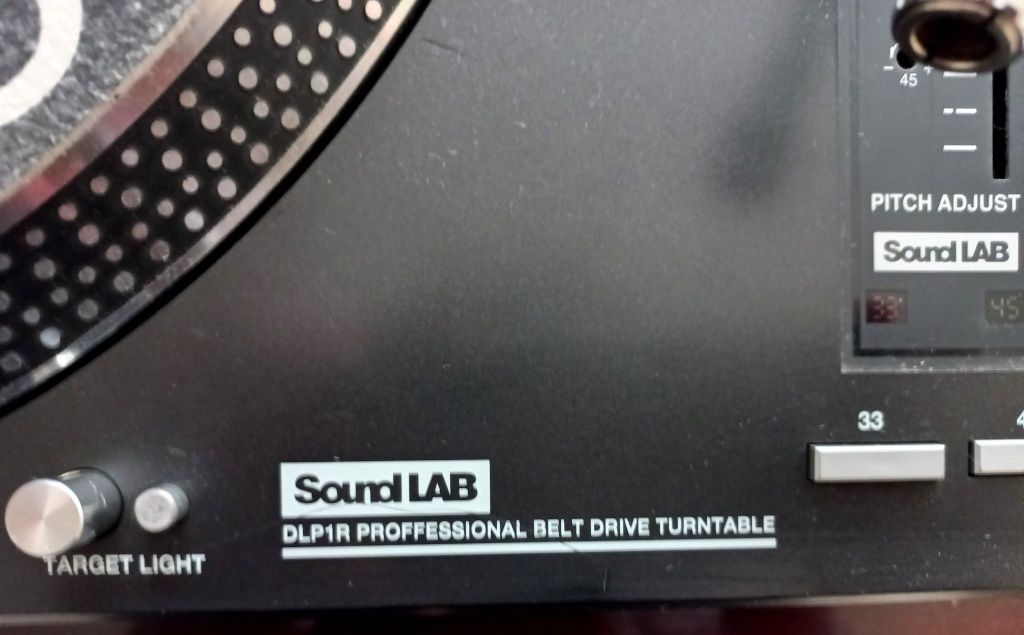 45
PITCH ADJUST
Sound LAB
33
45
33
Sound LAB
DLP1R PROFFESSIONAL BELT DRIVE TURNTABLE
TARGET LIGHT